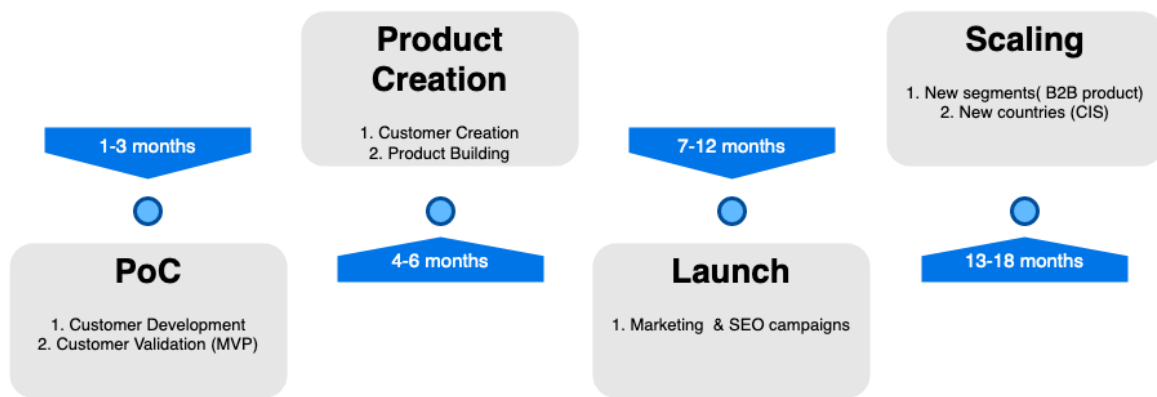 1-3 months
PoC
1. Customer Development
2. Customer Validation (MVP)
Product
Creation
1. Customer Creation
2. Product Building
4-6 months
7-12 months
Launch
1. Marketing  & SEO campaigns
Scaling
1. New segments( B2B product)
2. New countries (CIS)
13-18 months